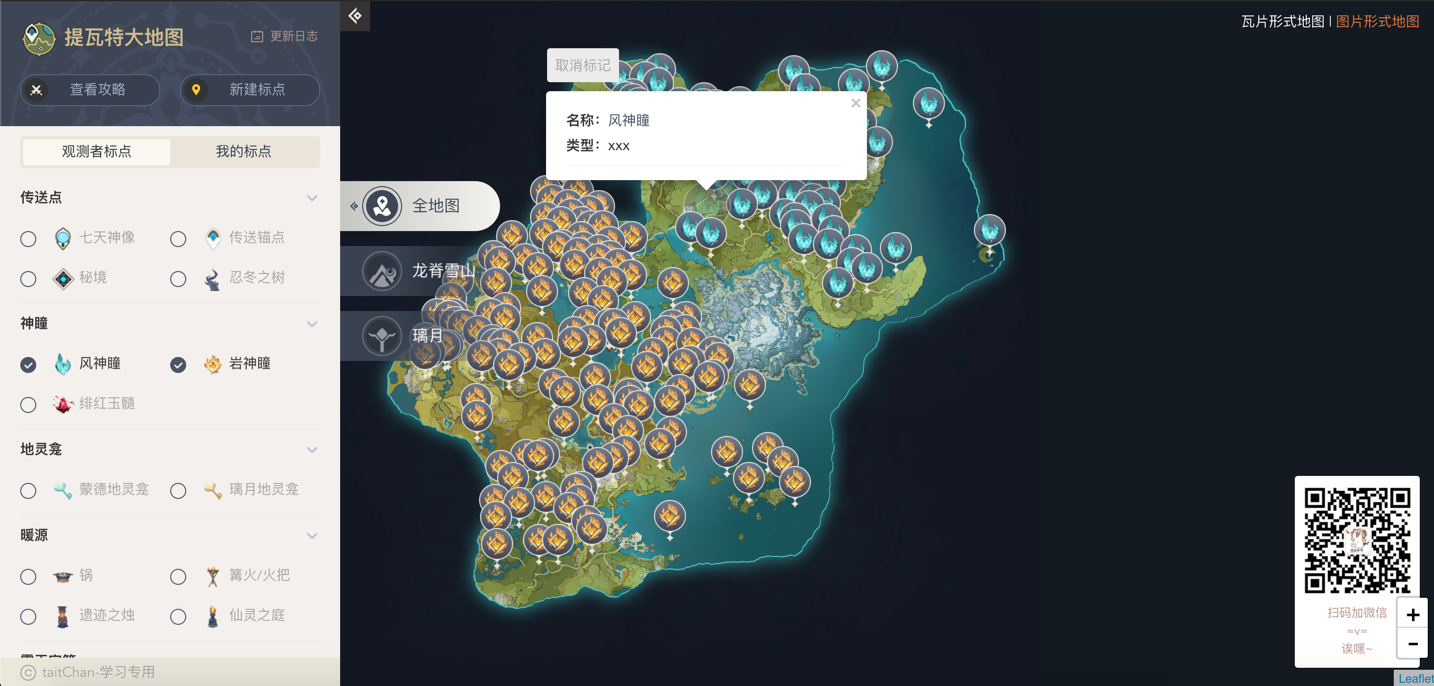 提瓦特大地图
更新日志
查看攻略
新建标点
观测者标点
我的标点
传送点
七天神像
传送锚点
秘境
忍冬之树
神瞳
风神瞳
岩神瞳
绯红玉髓
地灵龛
蒙德地灵龛
璃月地灵龛
暖源
锅
篝火/火把
遗迹之烛
仙灵之庭
© taitChan-学习专用
全地图
龙脊雪山
璃月
取消标记
×
名称：风神瞳
类型：xxx
瓦片形式地图 | 图片形式地图
扫码加微信
=v=
诶嘿~
+
-
Leaflet